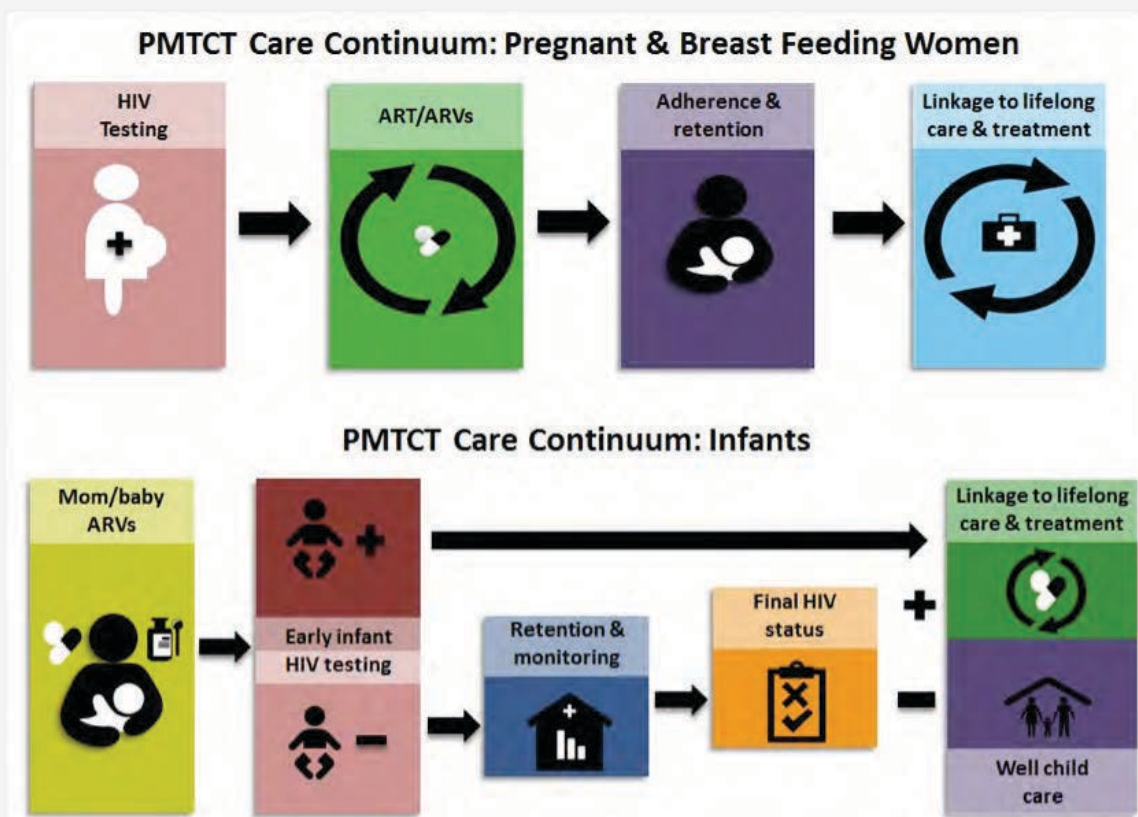 PMTCT Care Continuum: Pregnant & Breast Feeding Women
HIV
Testing
ART/ARVs
Adherence &
retention
Linkage to lifelong
care & treatment
PMTCT Care Continuum: Infants
Mom/baby
ARVs
Early infant
HIV testing
Retention &
monitoring
Final HIV
status
Linkage to lifelong
care & treatment
Well child
care